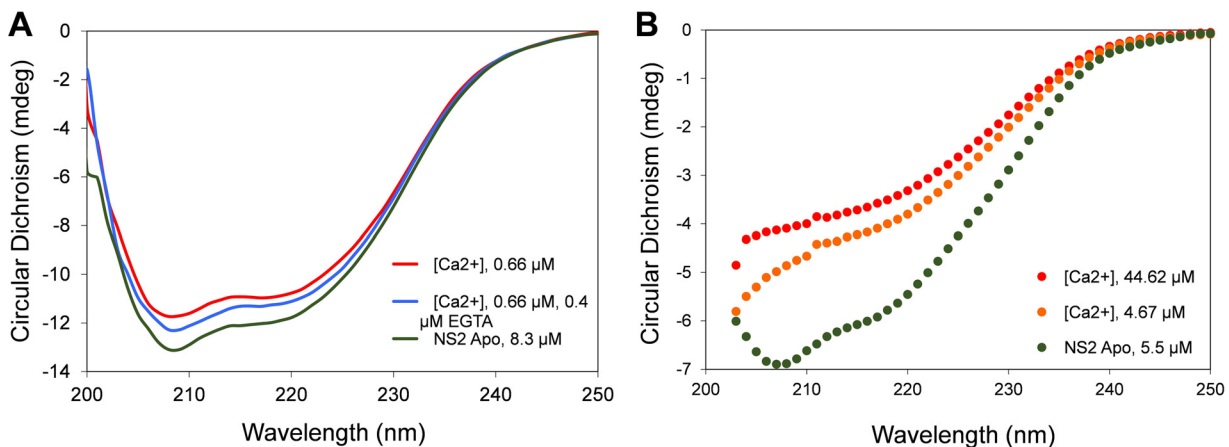 A
0
-2
-4
-6
-8
-10
-12
-14
Circular Dichroism (mdeg)
200 210 220 230 240 250
Wavelength (nm)
[Ca2+], 0.66 µM
[Ca2+], 0.66 µM, 0.4
µM EGTA
NS2 Apo, 8.3 µM
B
0
-1
-2
-3
-4
-5
-6
-7
Circular Dichroism (mdeg)
200 210 220 230 240 250
Wavelength (nm)
[Ca2+], 44.62 µM
[Ca2+], 4.67 µM
NS2 Apo, 5.5 µM